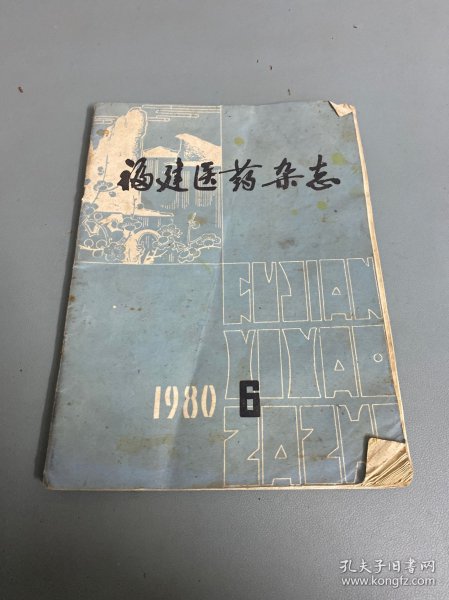 福建医药杂志
FUJIAN
YIYAO
ZAZHI
1980 6
孔夫子旧书网
www.kongfz.com